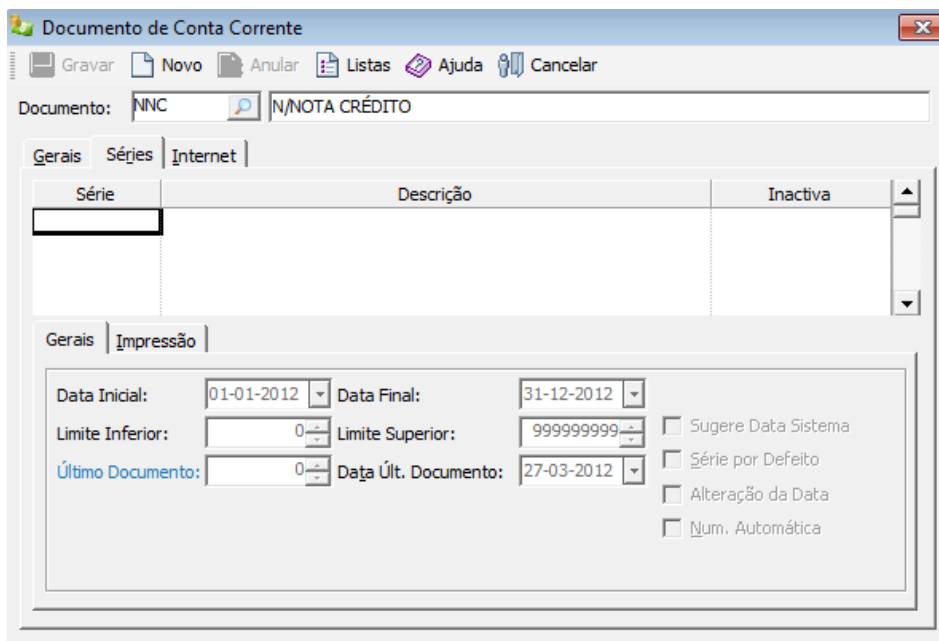 Documento de Conta Corrente
Gravar Novo Anular Listas Ajuda Cancelar
Documento: NNC N/NOTA CRÉDITO
Gerais Séries Internet
Série Descrição Inactiva
Gerais Impressão
Data Inicial: 01-01-2012 Data Final: 31-12-2012
Limite Inferior: 0 Limite Superior: 999999999
Sugere Data Sistema
Último Documento: 0 Data Últ. Documento: 27-03-2012
Série por Defeito
Alteração da Data
Num. Automática